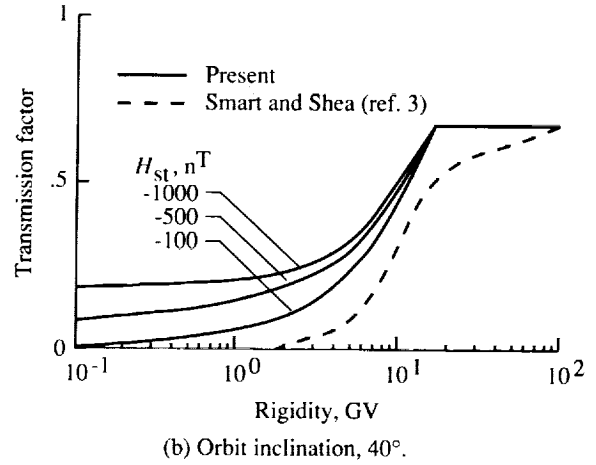 1
Present
Smart and Shea (ref. 3)
H_st, nT
-1000
-500
-100
.5
Transmission factor
0
10^-1
10^0
10^1
10^2
Rigidity, GV
(b) Orbit inclination, 40°.